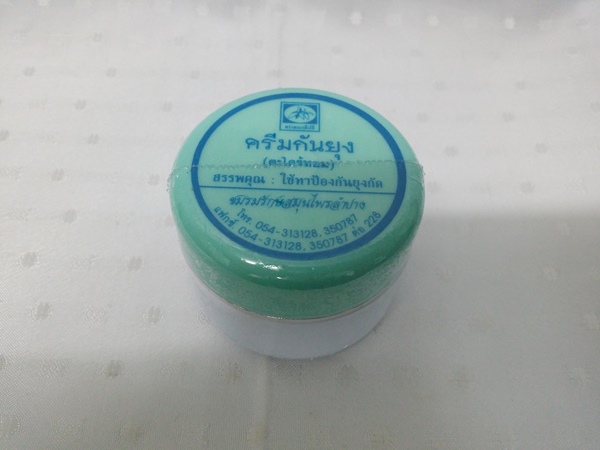 ครีมกันยุง
(ตะไคร้หอม)
สรรพคุณ : ใช้ทาป้องกันยุงกัด
ชมรมรักษ์สมุนไพรลำปาง
โทร. 054-313128, 350787
แฟกซ์ 054-313128, 350787 ต่อ 226